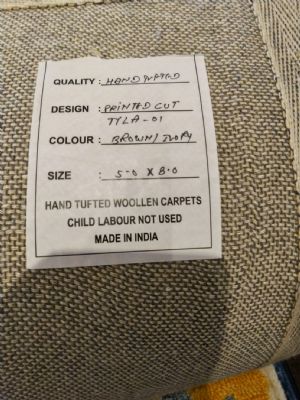 QUALITY : HAND TUFTED
DESIGN : PRINTED CUT
TYLA-01
COLOUR : BROWN/IVORY
SIZE : 5.0 X 8.0
HAND TUFTED WOOLLEN CARPETS
CHILD LABOUR NOT USED
MADE IN INDIA